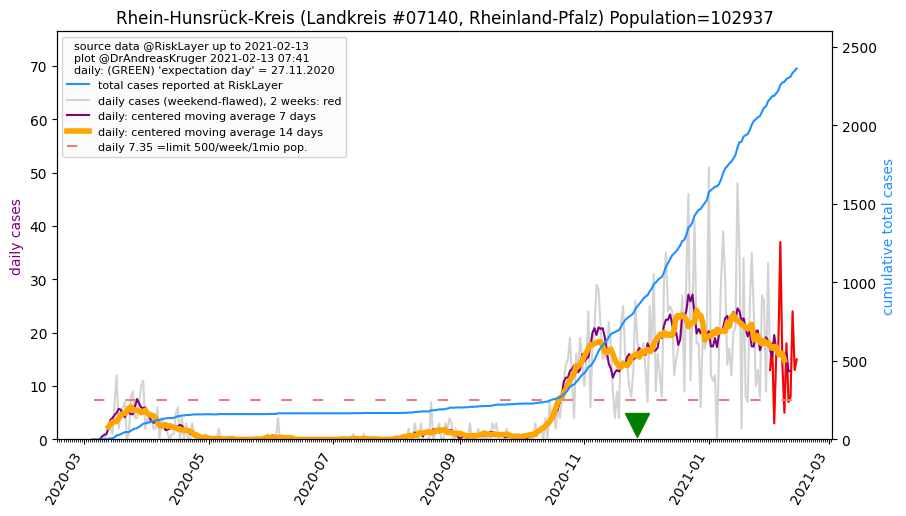 Rhein-Hunsrück-Kreis (Landkreis #07140, Rheinland-Pfalz) Population=102937
source data @RiskLayer up to 2021-02-13
plot @DrAndreasKruger 2021-02-13 07:41
daily: (GREEN) 'expectation day' = 27.11.2020
total cases reported at RiskLayer
daily cases (weekend-flawed), 2 weeks: red
daily: centered moving average 7 days
daily: centered moving average 14 days
daily 7.35 =limit 500/week/1mio pop.
daily cases
70
60
50
40
30
20
10
0
cumulative total cases
2500
2000
1500
1000
500
0
2020-03
2020-05
2020-07
2020-09
2020-11
2021-01
2021-03